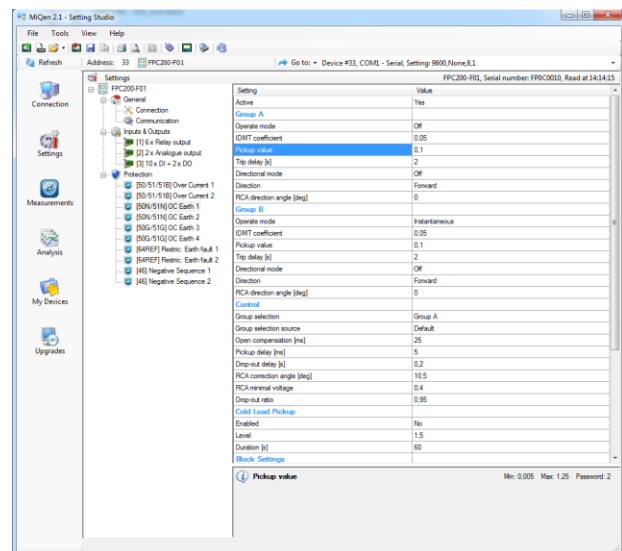 MiQen 2.1 - Setting Studio
File Tools View Help
Refresh Address: 33 FPC200-F01 Go to: Device #33, COM1 - Serial, Setting: 9600,None,8,1
Settings FPC200-F01, Serial number: FP0C0010, Read at 14:14:15
Connection
Settings
Measurements
Analysis
My Devices
Upgrades
FPC200-F01
General
Connection
Communication
Inputs & Outputs
[1] 6 x Relay output
[2] 2 x Analogue output
[3] 10 x DI + 2 x DO
Protection
[50/51/51B] Over Current 1
[50/51/51B] Over Current 2
[50N/51N] OC Earth 1
[50N/51N] OC Earth 2
[50G/51G] OC Earth 3
[50G/51G] OC Earth 4
[64REF] Restric. Earth fault 1
[64REF] Restric. Earth fault 2
[46] Negative Sequence 1
[46] Negative Sequence 2
Setting Value
Active Yes
Group A
Operate mode Off
IDMT coefficient 0,05
Pickup value 0,1
Trip delay [s] 2
Directional mode Off
Direction Forward
RCA direction angle [deg] 0
Group B
Operate mode Instantaneous
IDMT coefficient 0,05
Pickup value 0,1
Trip delay [s] 2
Directional mode Off
Direction Forward
RCA direction angle [deg] 0
Control
Group selection Group A
Group selection source Default
Open compensation [ms] 25
Pickup delay [ms] 5
Drop-out delay [s] 0,2
RCA correction angle [deg] 10,5
RCA minimal voltage 0,4
Drop-out ratio 0,95
Cold Load Pickup
Enabled No
Level 1,5
Duration [s] 60
Block Settings
Pickup value Min: 0,005 Max: 1,25 Password: 2